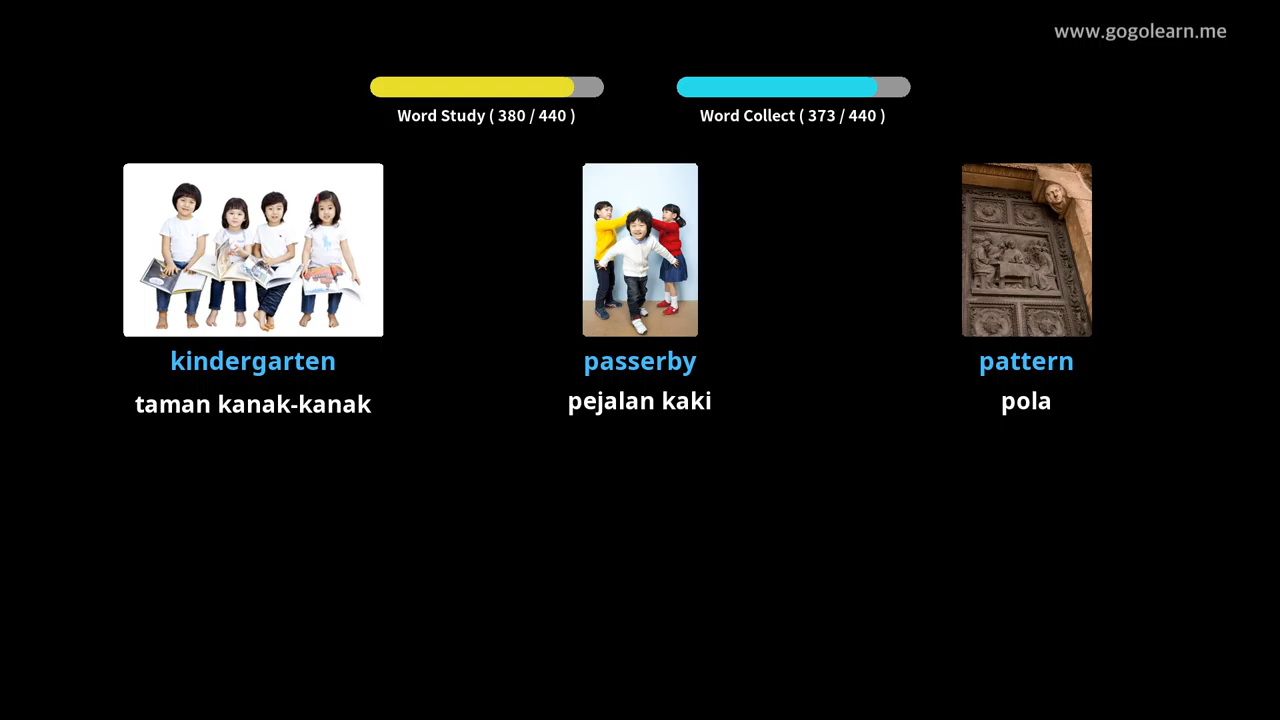 www.gogolearn.me
Word Study ( 380 / 440 )
Word Collect ( 373 / 440 )
kindergarten
taman kanak-kanak
passerby
pejalan kaki
pattern
pola